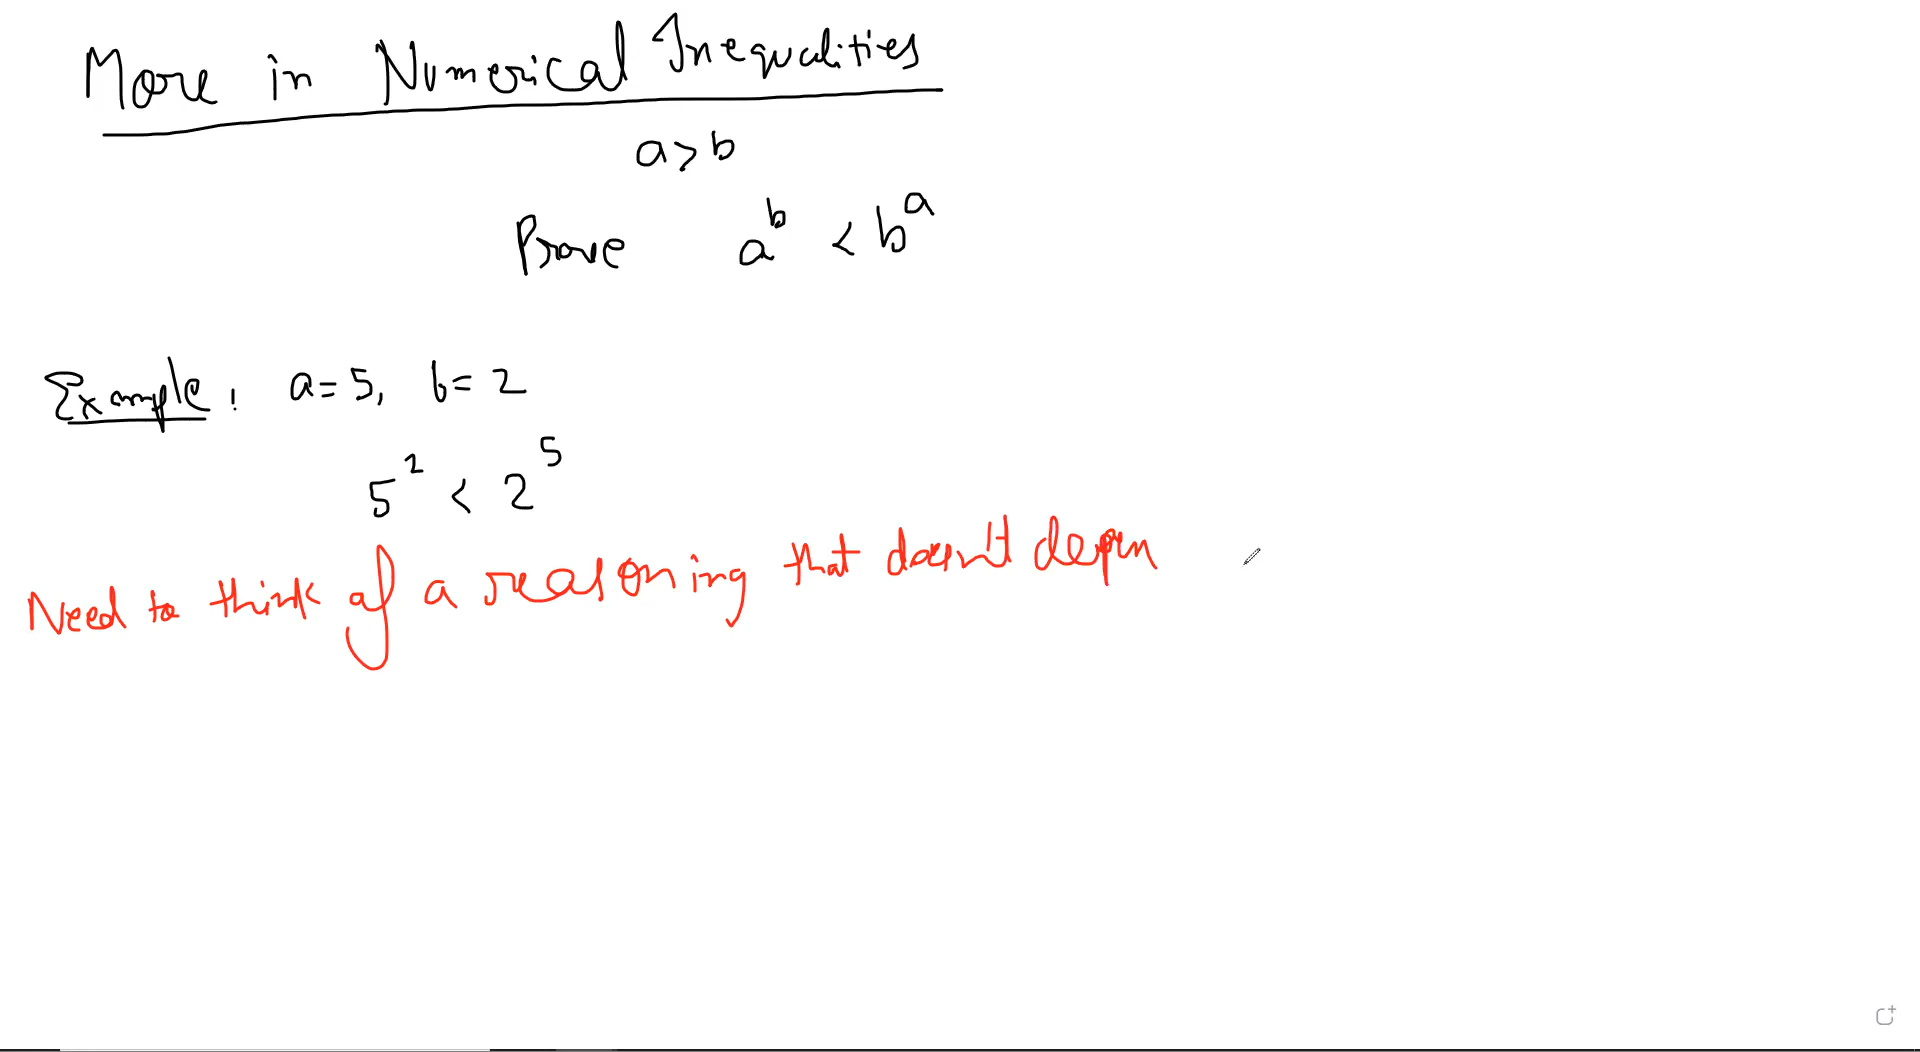 More in Numerical Inequalities
a > b
Prove a^b < b^a
Example: a = 5, b = 2
5^2 < 2^5
Need to think of a reasoning that doesn't depen